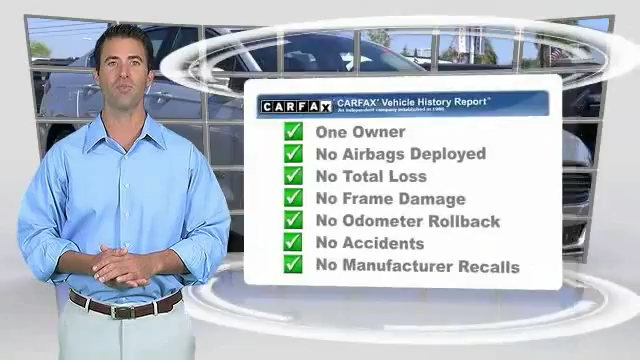 CARFAX
CARFAX Vehicle History Report™
An independent company established in 1986
One Owner
No Airbags Deployed
No Total Loss
No Frame Damage
No Odometer Rollback
No Accidents
No Manufacturer Recalls